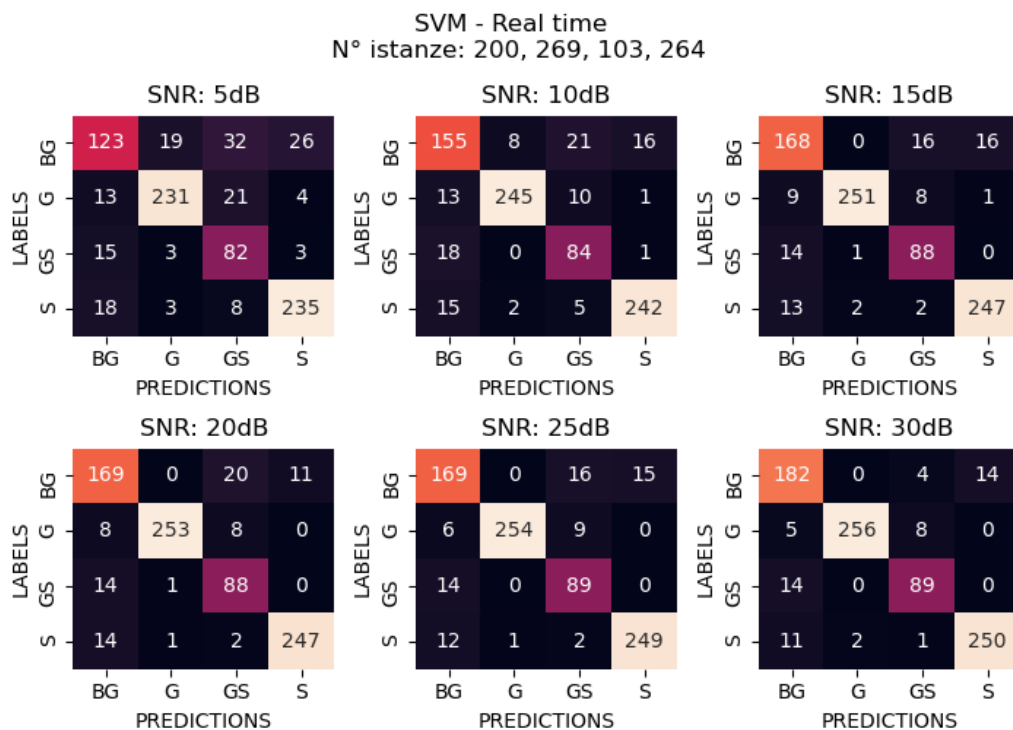 SVM - Real time
N° istanze: 200, 269, 103, 264
SNR: 5dB
BG 123 19 32 26
G 13 231 21 4
GS 15 3 82 3
S 18 3 8 235
LABELS
BG G GS S
PREDICTIONS
SNR: 10dB
BG 155 8 21 16
G 13 245 10 1
GS 18 0 84 1
S 15 2 5 242
LABELS
BG G GS S
PREDICTIONS
SNR: 15dB
BG 168 0 16 16
G 9 251 8 1
GS 14 1 88 0
S 13 2 2 247
LABELS
BG G GS S
PREDICTIONS
SNR: 20dB
BG 169 0 20 11
G 8 253 8 0
GS 14 1 88 0
S 14 1 2 247
LABELS
BG G GS S
PREDICTIONS
SNR: 25dB
BG 169 0 16 15
G 6 254 9 0
GS 14 0 89 0
S 12 1 2 249
LABELS
BG G GS S
PREDICTIONS
SNR: 30dB
BG 182 0 4 14
G 5 256 8 0
GS 14 0 89 0
S 11 2 1 250
LABELS
BG G GS S
PREDICTIONS